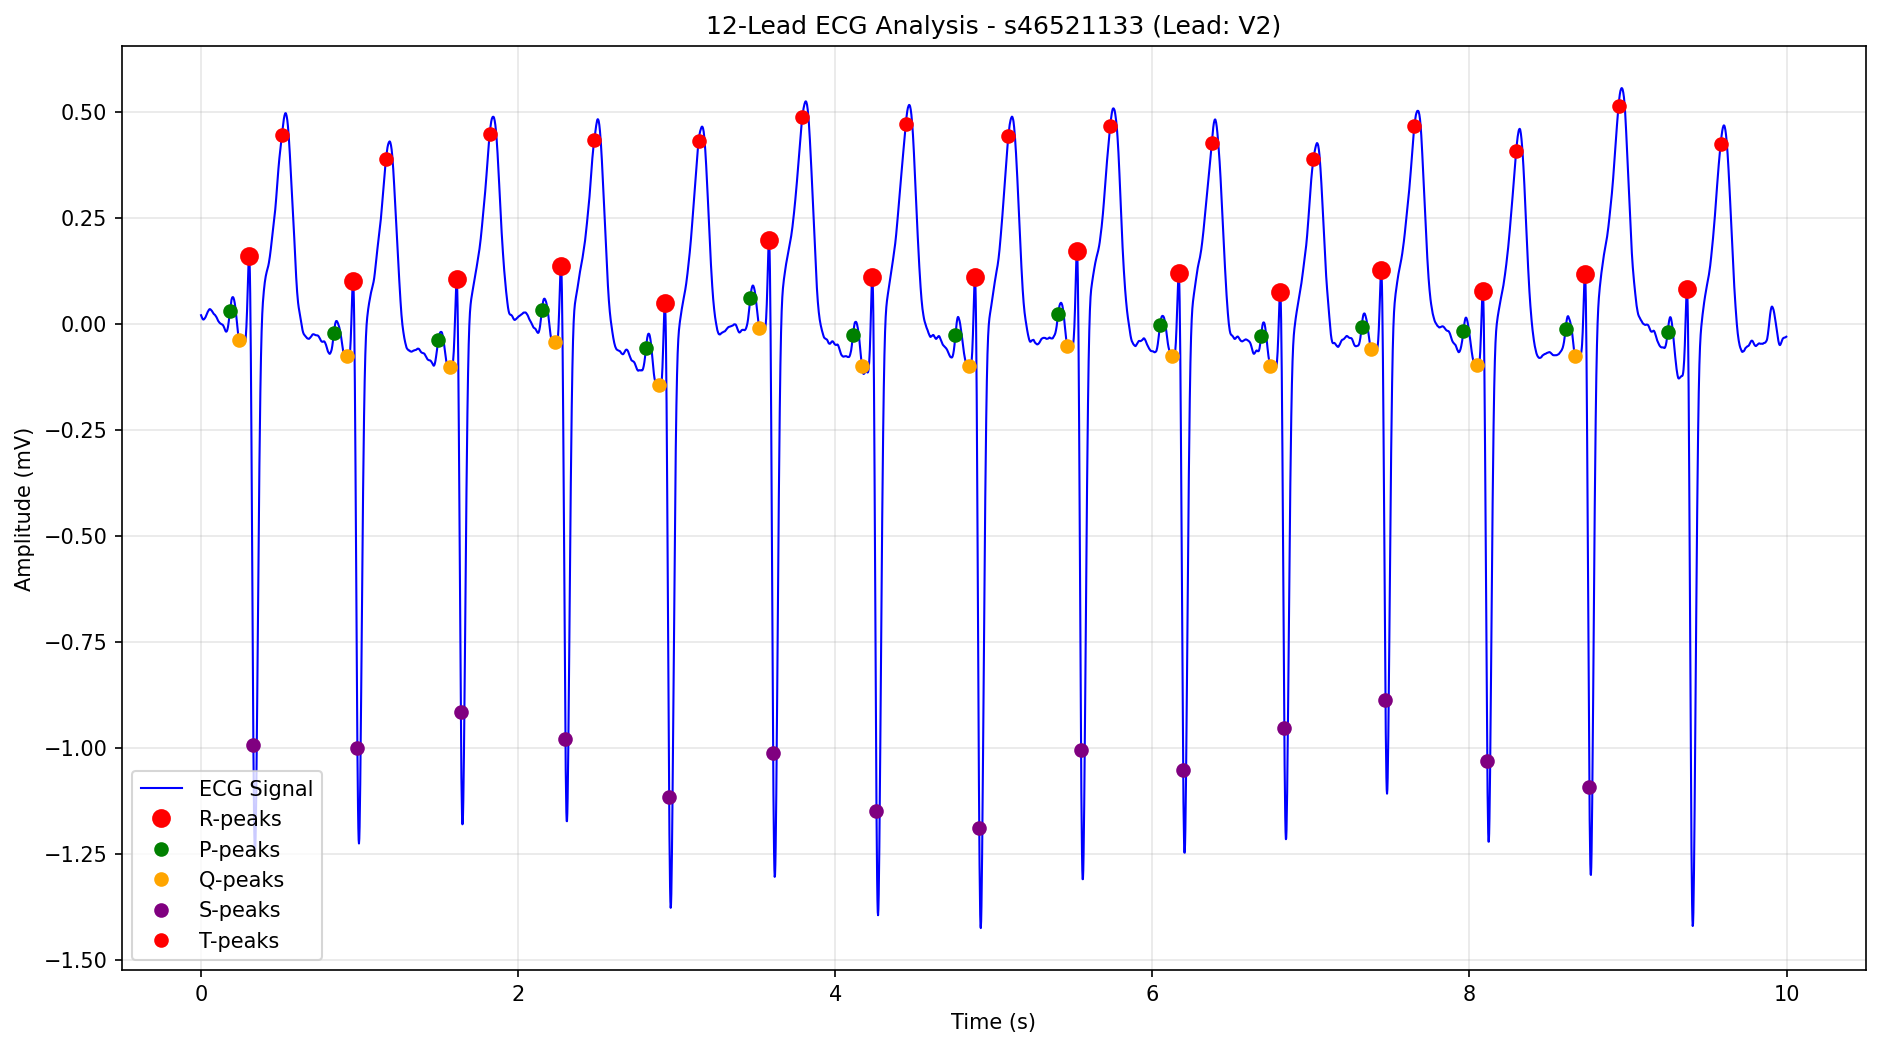 12-Lead ECG Analysis - s46521133 (Lead: V2)
0.50
0.25
0.00
−0.25
−0.50
−0.75
−1.00
−1.25
−1.50
Amplitude (mV)
ECG Signal
R-peaks
P-peaks
Q-peaks
S-peaks
T-peaks
0 2 4 6 8 10
Time (s)